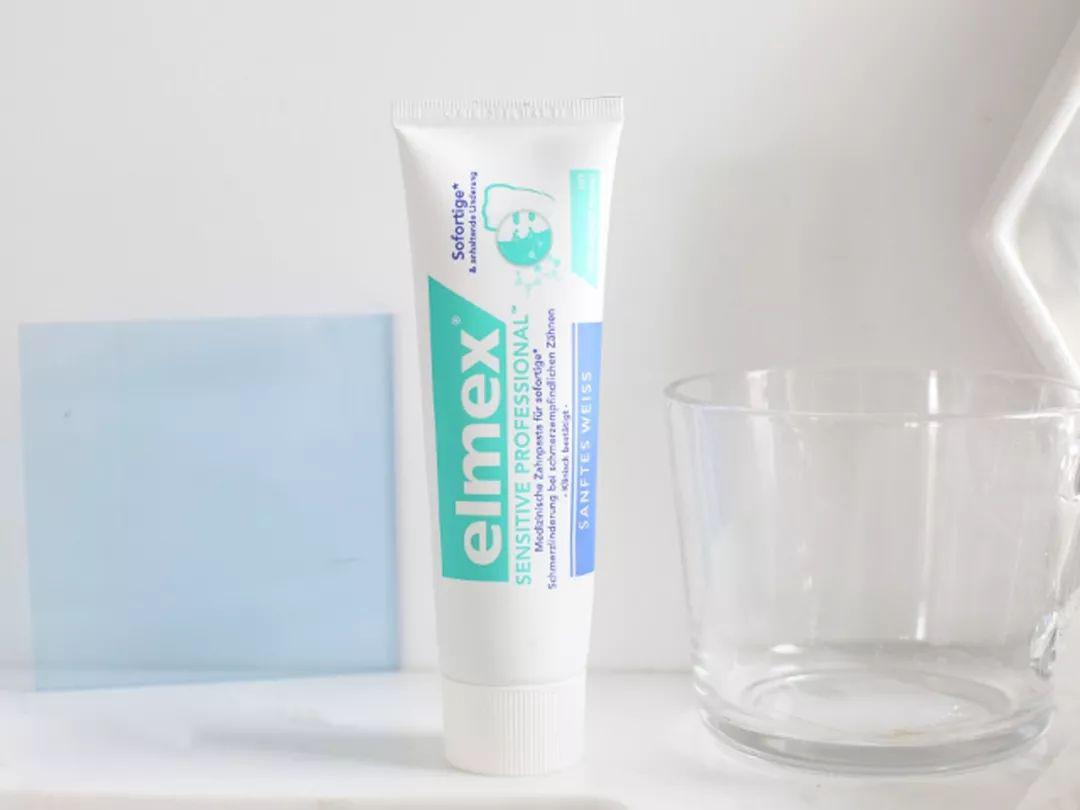 Sofortige*
& anhaltende Linderung
elmex®
SENSITIVE PROFESSIONAL™
Medizinische Zahnpasta für sofortige*
Schmerzlinderung bei schmerzempfindlichen Zähnen
- Klinisch bestätigt -
SANFTES WEISS